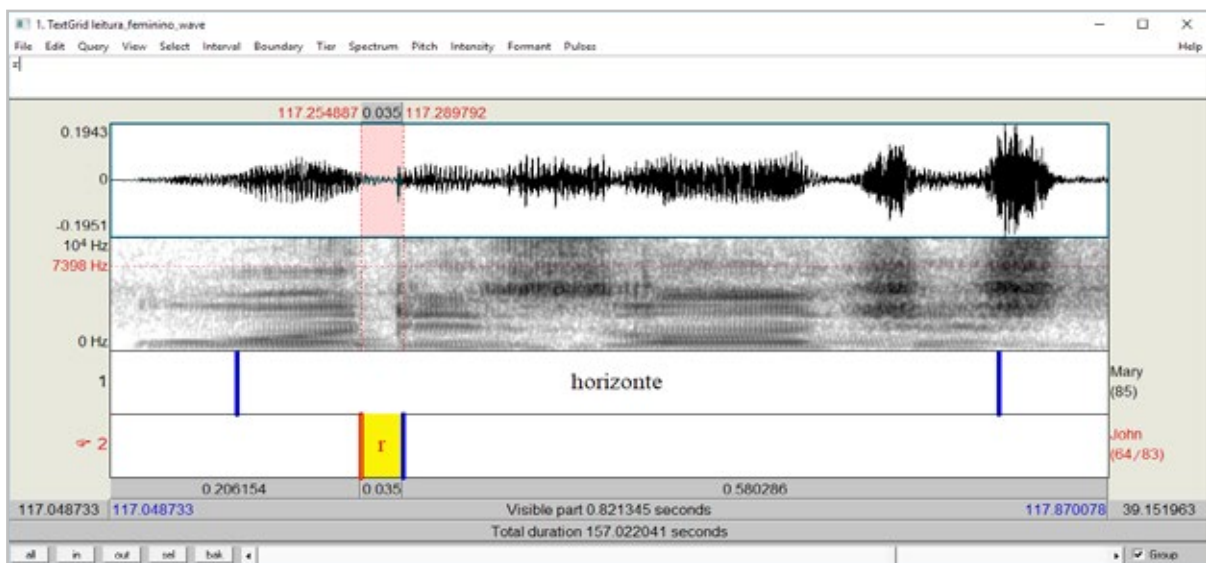 1. TextGrid leitura_feminino_wave
File Edit Query View Select Interval Boundary Tier Spectrum Pitch Intensity Formant Pulses Help
r
117.254887 0.035 117.289792
0.1943
0
-0.1951
10⁴ Hz
7398 Hz
0 Hz
1 horizonte Mary
(85)
2 r John
(64/83)
0.206154 0.035 0.580286
117.048733 117.048733 Visible part 0.821345 seconds 117.870078 39.151963
Total duration 157.022041 seconds
all in out sel bak Group